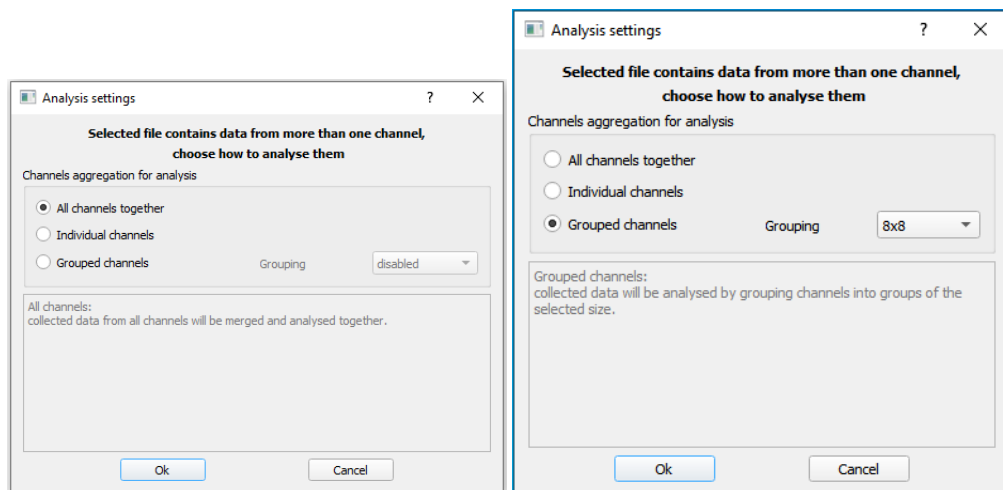 Analysis settings
?
Selected file contains data from more than one channel,
choose how to analyse them
Channels aggregation for analysis
All channels together
Individual channels
Grouped channels
Grouping
disabled
All channels:
collected data from all channels will be merged and analysed together.
Ok
Cancel
Analysis settings
?
Selected file contains data from more than one channel,
choose how to analyse them
Channels aggregation for analysis
All channels together
Individual channels
Grouped channels
Grouping
8x8
Grouped channels:
collected data will be analysed by grouping channels into groups of the
selected size.
Ok
Cancel